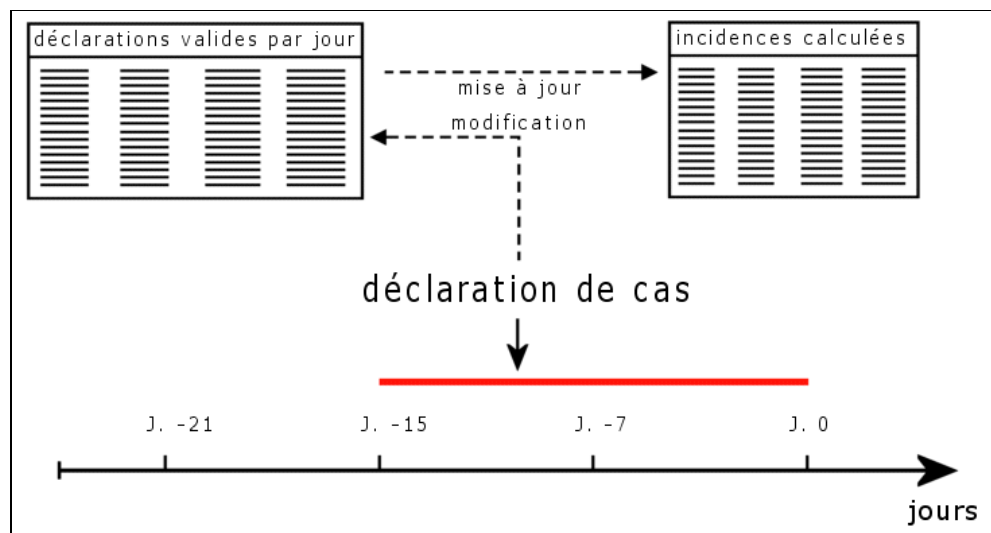 déclarations valides par jour
incidences calculées
mise à jour
modification
déclaration de cas
J. -21
J. -15
J. -7
J. 0
jours